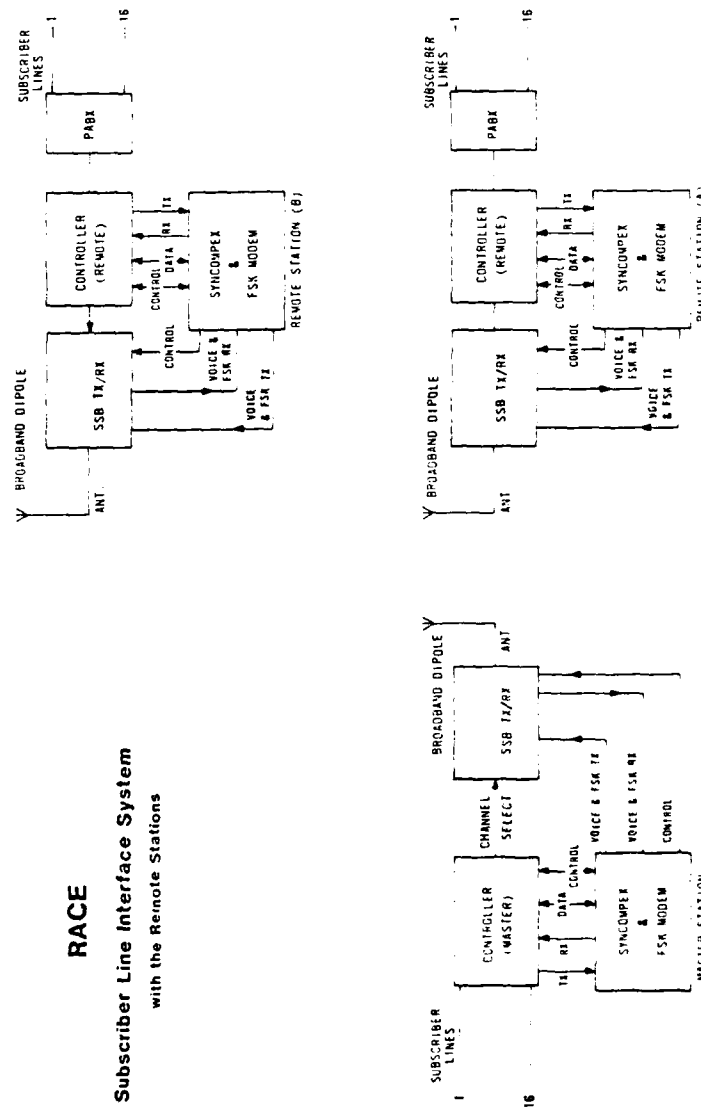 RACE
Subscriber Line Interface System
with the Remote Stations
SUBSCRIBER
LINES
1
16
CONTROLLER
(MASTER)
TX
RX
DATA
CONTROL
SYNCOMPEX
&
FSK MODEM
MASTER STATION
CHANNEL
SELECT
VOICE & FSK TX
VOICE & FSK RX
CONTROL
BROADBAND DIPOLE
SSB TX/RX
ANT
BROADBAND DIPOLE
ANT.
SSB TX/RX
CONTROL
VOICE &
FSK RX
VOICE
& FSK TX
CONTROLLER
(REMOTE)
CONTROL
DATA
RX
TX
SYNCOMPEX
&
FSK MODEM
REMOTE STATION (B)
PABX
SUBSCRIBER
LINES
1
16
BROADBAND DIPOLE
ANT
SSB TX/RX
CONTROL
VOICE &
FSK RX
VOICE
& FSK TX
CONTROLLER
(REMOTE)
CONTROL
DATA
RX
TX
SYNCOMPEX
&
FSK MODEM
REMOTE STATION (A)
PABX
SUBSCRIBER
LINES
1
16